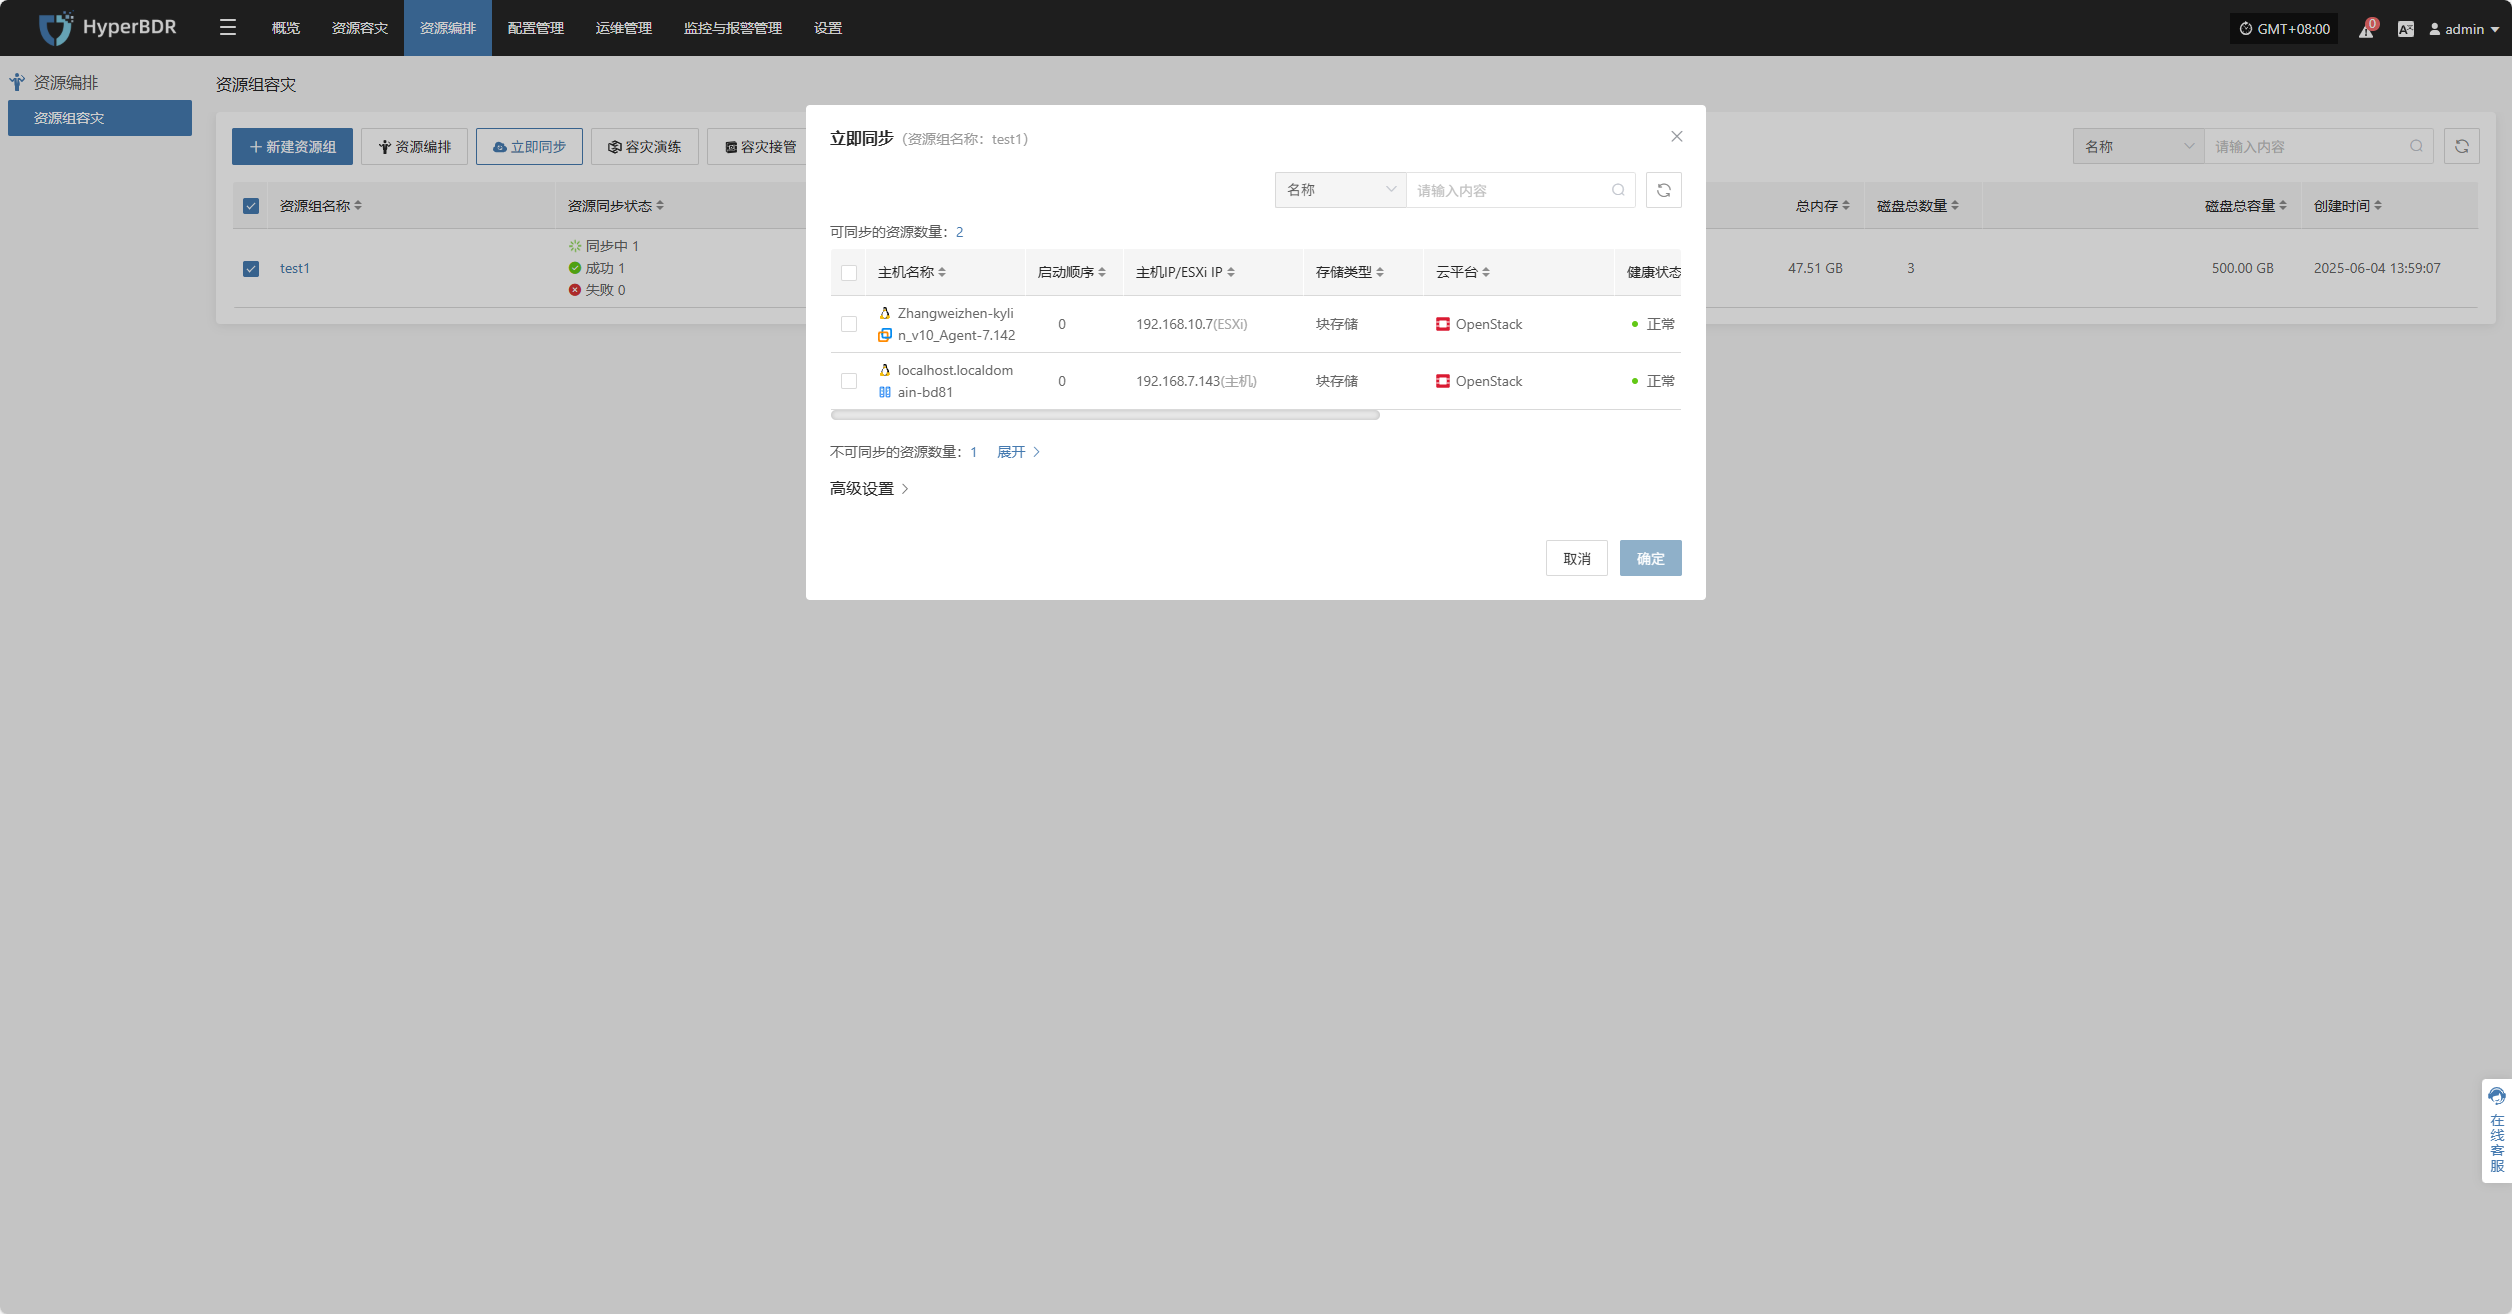 HyperBDR 概览 资源容灾 资源编排 配置管理 运维管理 监控与报警管理 设置 GMT+08:00 0 admin
资源编排
资源组容灾
资源组容灾
新建资源组 资源编排 立即同步 容灾演练 容灾接管 名称 请输入内容
资源组名称 资源同步状态 总内存 磁盘总数量 磁盘总容量 创建时间
同步中 1
test1 成功 1 47.51 GB 3 500.00 GB 2025-06-04 13:59:07
失败 0
立即同步 (资源组名称: test1)
名称 请输入内容
可同步的资源数量: 2
主机名称 启动顺序 主机IP/ESXi IP 存储类型 云平台 健康状态
Zhangweizhen-kyli
n_v10_Agent-7.142 0 192.168.10.7(ESXi) 块存储 OpenStack 正常
localhost.localdom
ain-bd81 0 192.168.7.143(主机) 块存储 OpenStack 正常
不可同步的资源数量: 1 展开
高级设置
取消 确定
在线客服